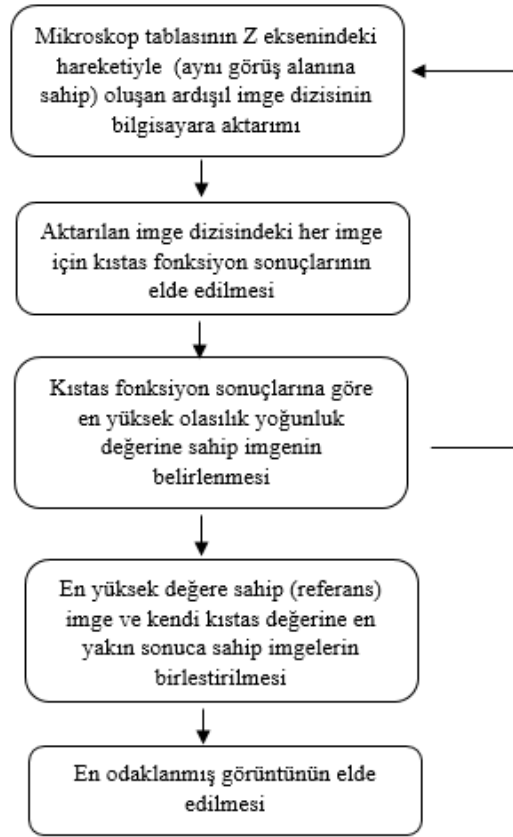 Mikroskop tablasının Z eksenindeki
hareketiyle (aynı görüş alanına
sahip) oluşan ardışıl imge dizisinin
bilgisayara aktarımı
Aktarılan imge dizisindeki her imge
için kıstas fonksiyon sonuçlarının
elde edilmesi
Kıstas fonksiyon sonuçlarına göre
en yüksek olasılık yoğunluk
değerine sahip imgenin
belirlenmesi
En yüksek değere sahip (referans)
imge ve kendi kıstas değerine en
yakın sonuca sahip imgelerin
birleştirilmesi
En odaklanmış görüntünün elde
edilmesi